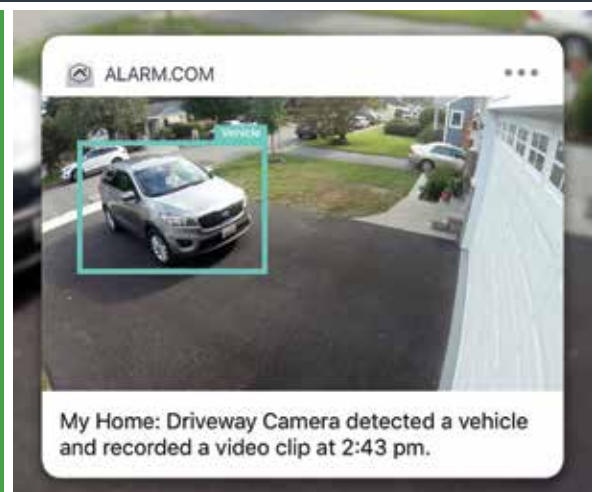 ALARM.COM
Vehicle
My Home: Driveway Camera detected a vehicle
and recorded a video clip at 2:43 pm.